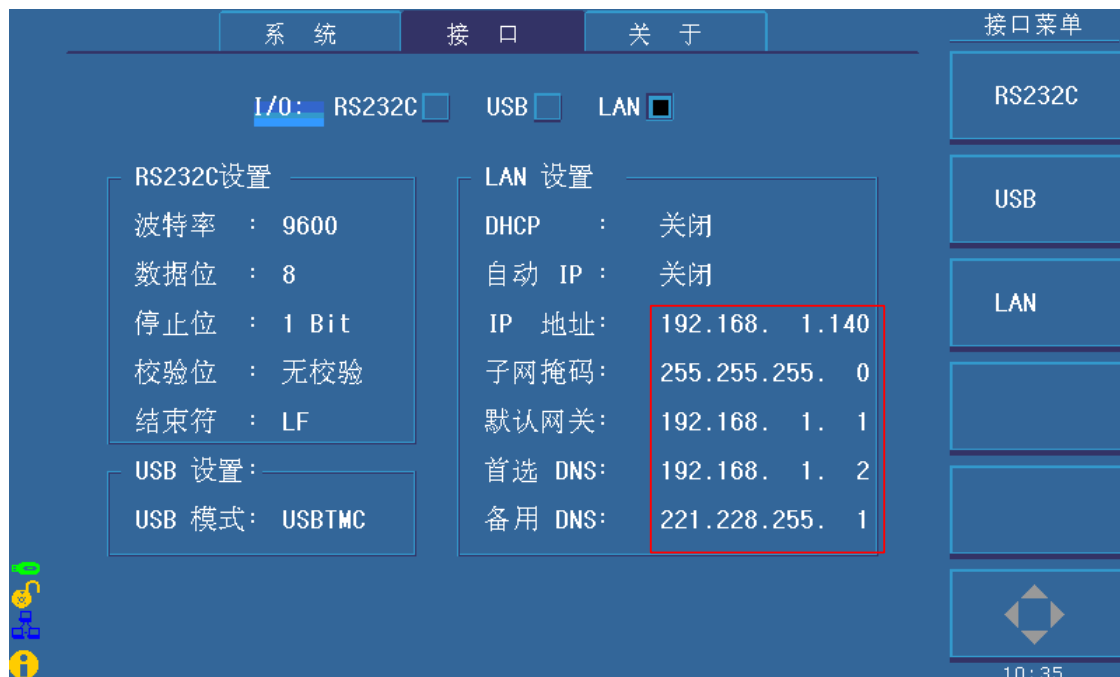 系 统 接 口 关 于 接口菜单
I/O: RS232C USB LAN
RS232C设置
波特率 : 9600
数据位 : 8
停止位 : 1 Bit
校验位 : 无校验
结束符 : LF
USB 设置:
USB 模式: USBTMC
LAN 设置
DHCP : 关闭
自动 IP : 关闭
IP 地址: 192.168. 1.140
子网掩码: 255.255.255. 0
默认网关: 192.168. 1. 1
首选 DNS: 192.168. 1. 2
备用 DNS: 221.228.255. 1
RS232C
USB
LAN
10:35